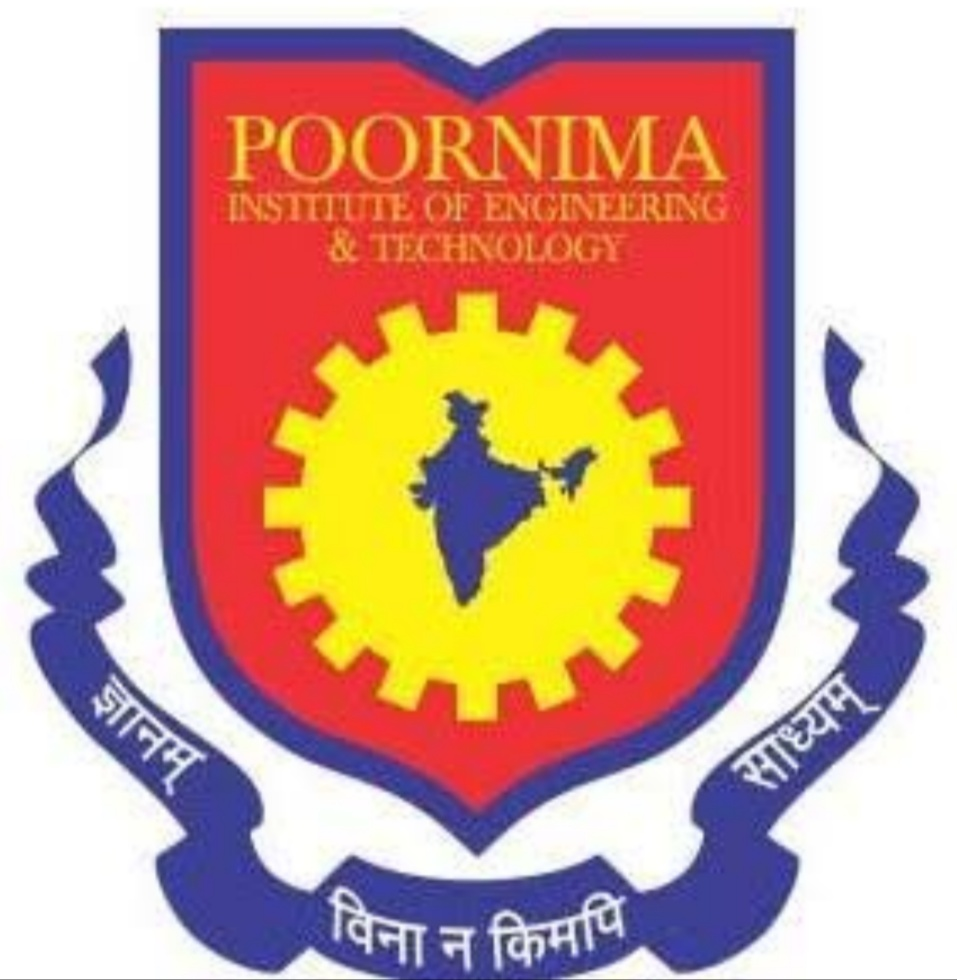 POORNIMA
INSTITUTE OF ENGINEERING
& TECHNOLOGY
ज्ञानम्
विना न किमपि
साध्यम्